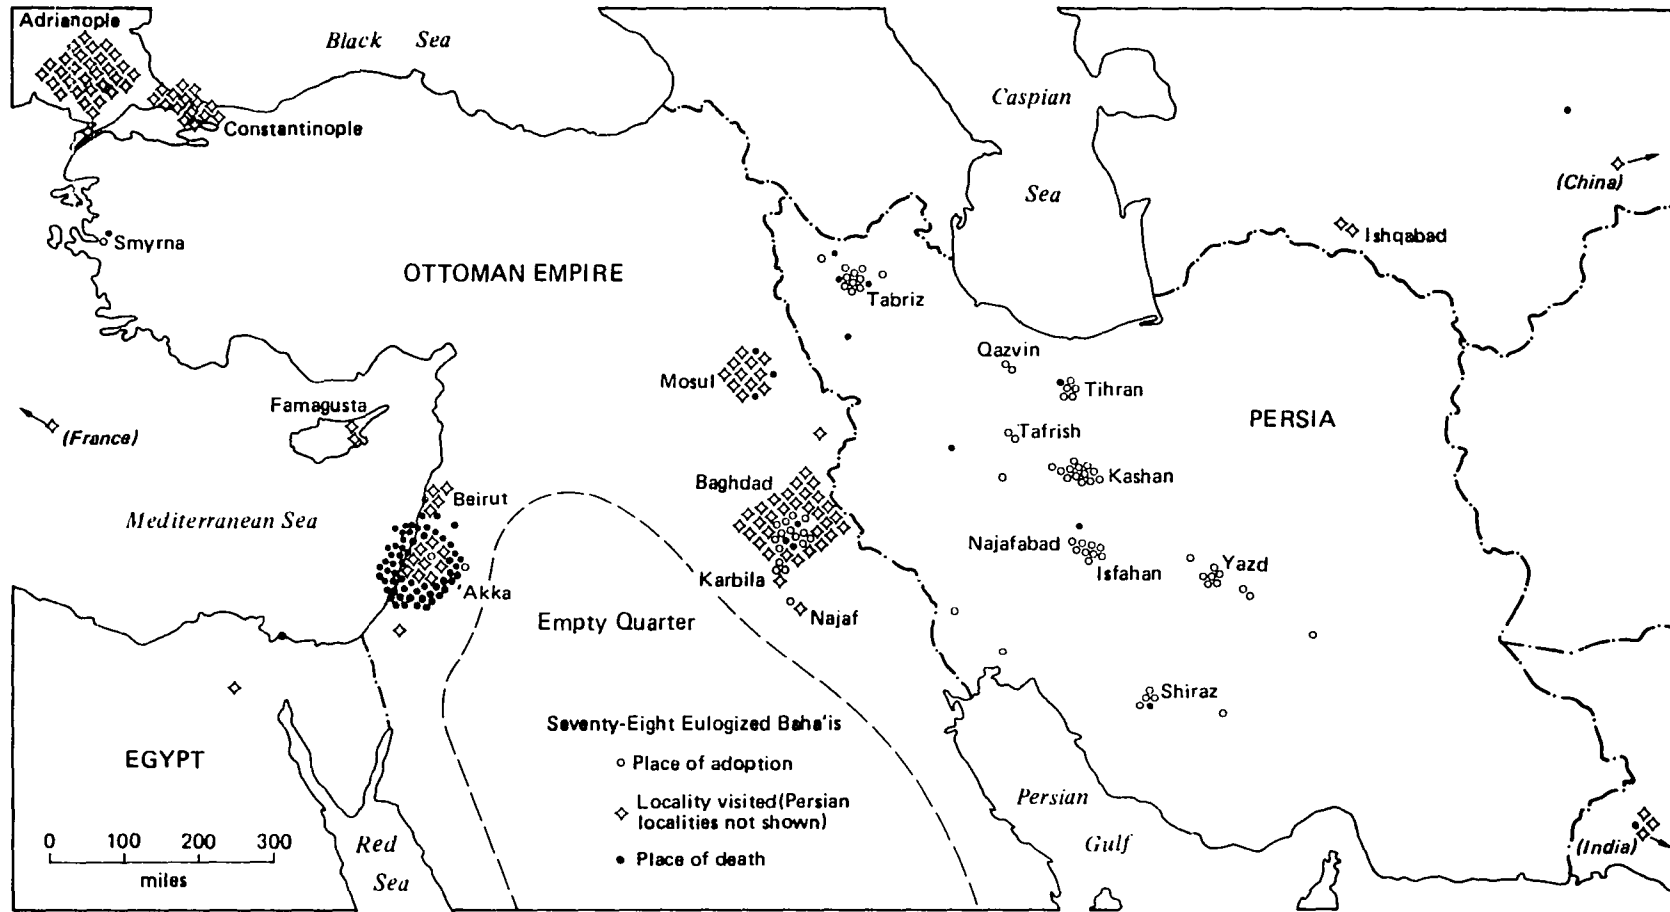 Adrianople
Black Sea
Caspian
Sea
Constantinople
(China)
Ishqabad
Smyrna
OTTOMAN EMPIRE
Tabriz
Qazvin
Mosul
Tihran
Famagusta
PERSIA
(France)
Tafrish
Kashan
Baghdad
Beirut
Mediterranean Sea
Najafabad
Isfahan
Yazd
Karbila
Akka
Najaf
Empty Quarter
Shiraz
Seventy-Eight Eulogized Baha'is
Place of adoption
Locality visited (Persian
localities not shown)
Place of death
EGYPT
Persian
Gulf
0 100 200 300
miles
Red
Sea
(India)